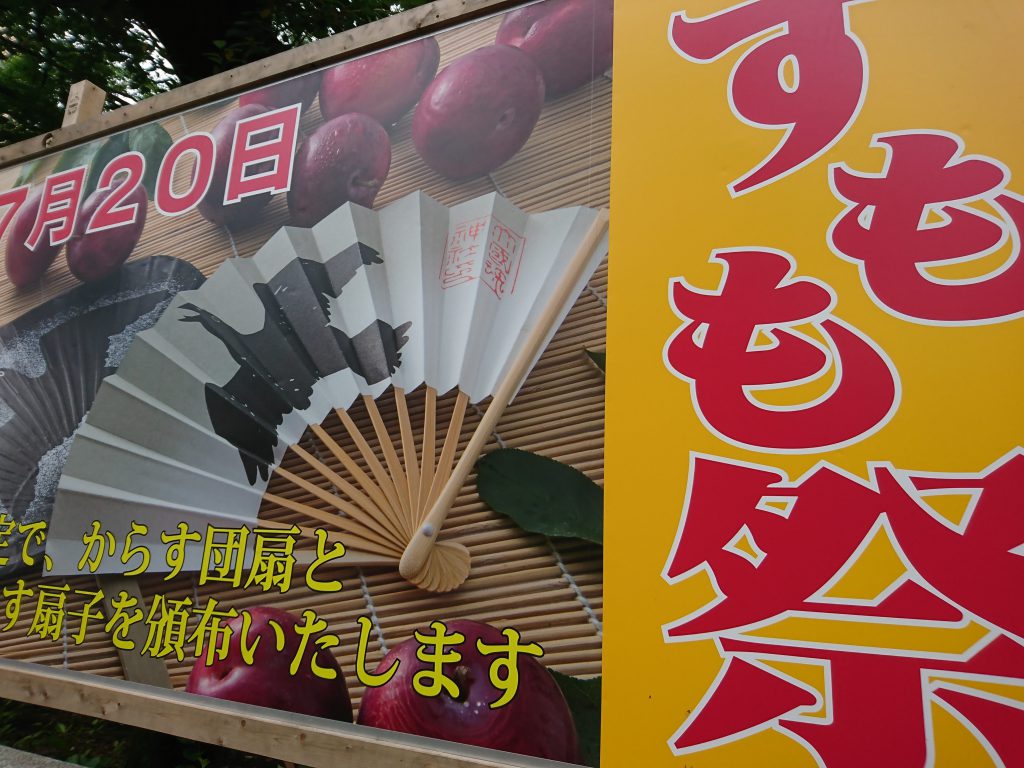 7月20日
すもも祭
定で、からす団扇と
す扇子を頒布いたします